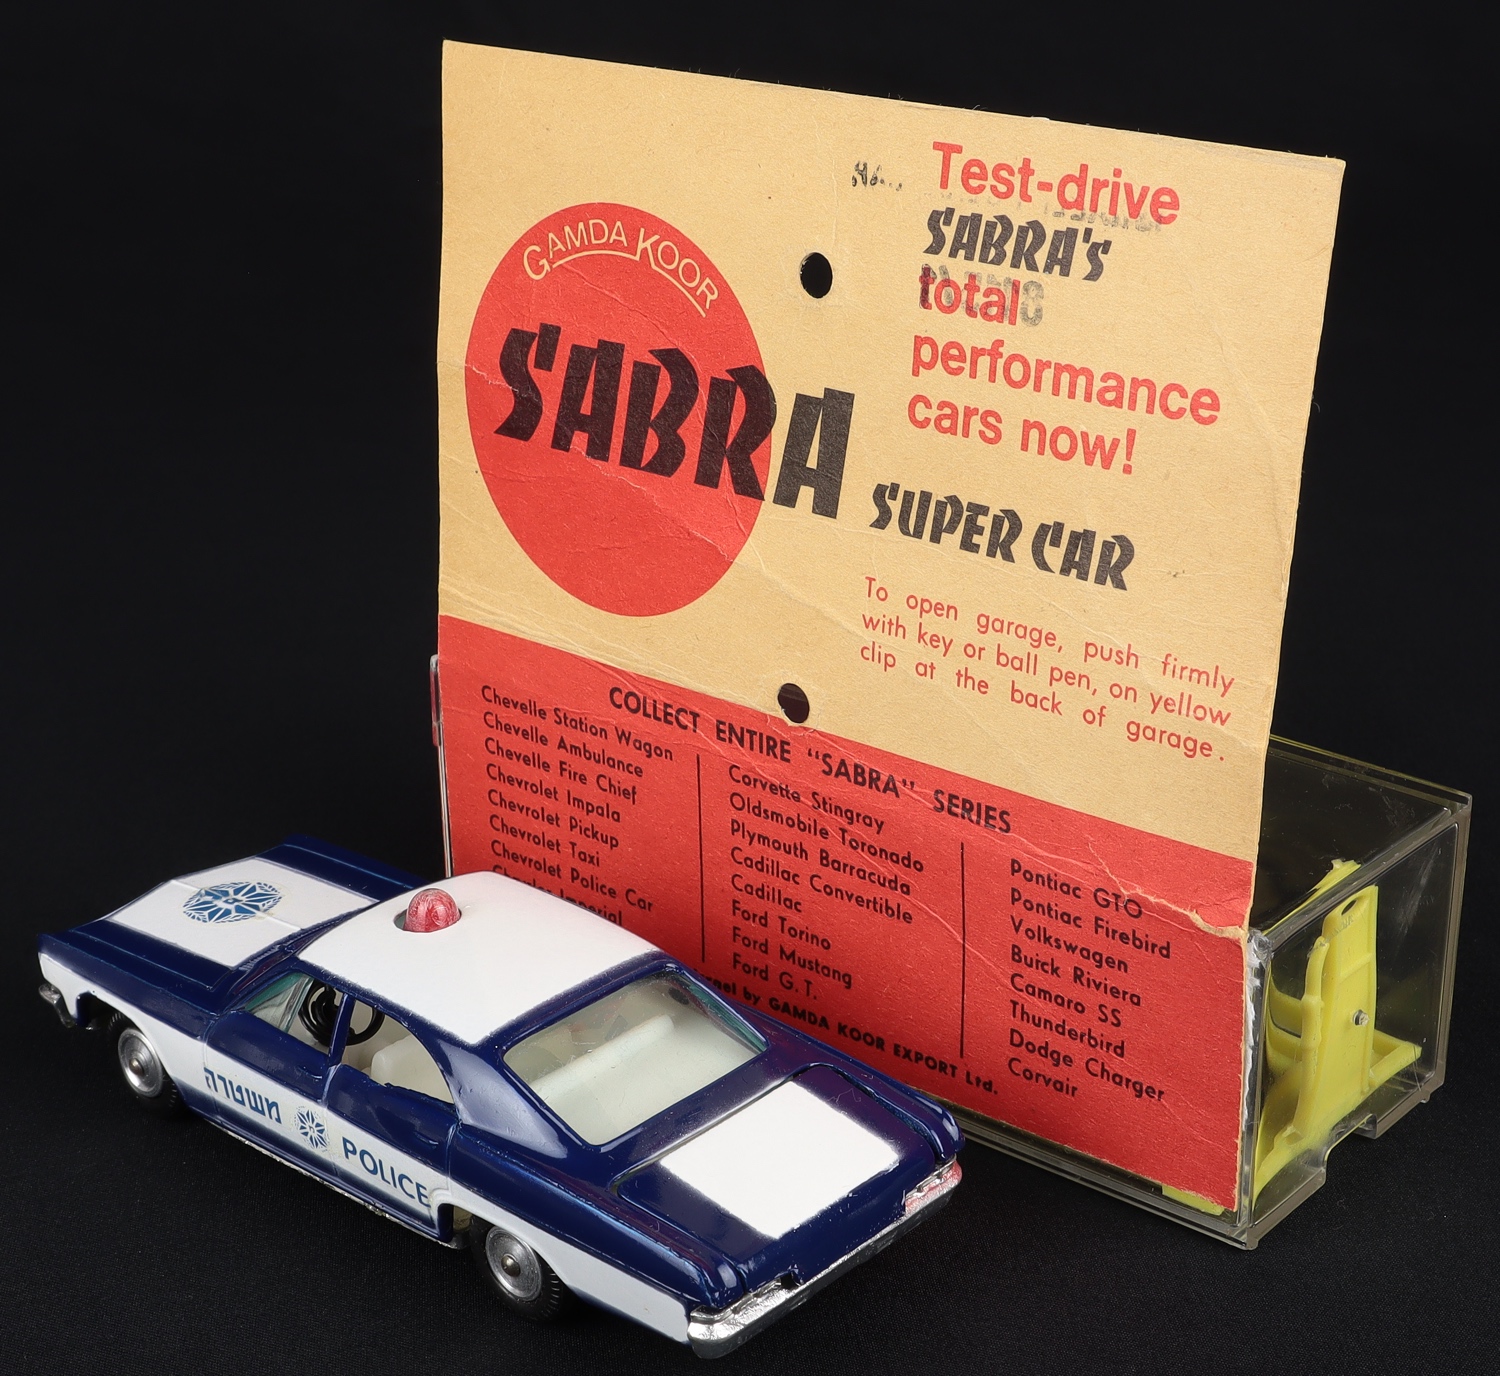 GAMDA KOOR
SABRA
Test-drive
SABRA'S
total
performance
cars now!
SUPER CAR
To open garage, push firmly
with key or ball pen, on yellow
clip at the back of garage.
COLLECT ENTIRE "SABRA" SERIES
Chevelle Station Wagon
Chevelle Ambulance
Chevelle Fire Chief
Chevrolet Impala
Chevrolet Pickup
Chevrolet Taxi
Chevrolet Police Car
Imperial
Corvette Stingray
Oldsmobile Toronado
Plymouth Barracuda
Cadillac Convertible
Cadillac
Ford Torino
Ford Mustang
Ford G.T.
Pontiac GTO
Pontiac Firebird
Volkswagen
Buick Riviera
Camaro SS
Thunderbird
Dodge Charger
Corvair
by GAMDA KOOR EXPORT Ltd.
משטרה POLICE